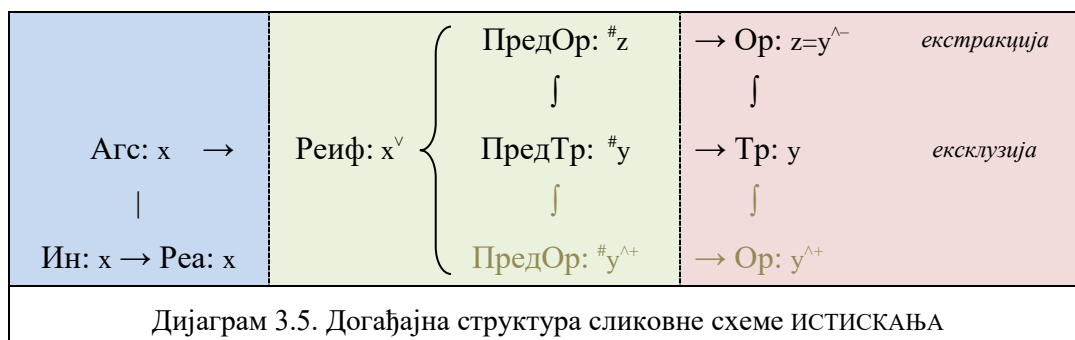 ПредОр: #z → Ор: z=y^– екстракција
∫ ∫
Агс: x → Реиф: x˅ { ПредТр: #y → Тр: y ексклузија
| ∫ ∫
Ин: x → Реа: x ПредОр: #y^+ → Ор: y^+
Дијаграм 3.5. Догађајна структура сликовне схеме ИСТИСКАЊА